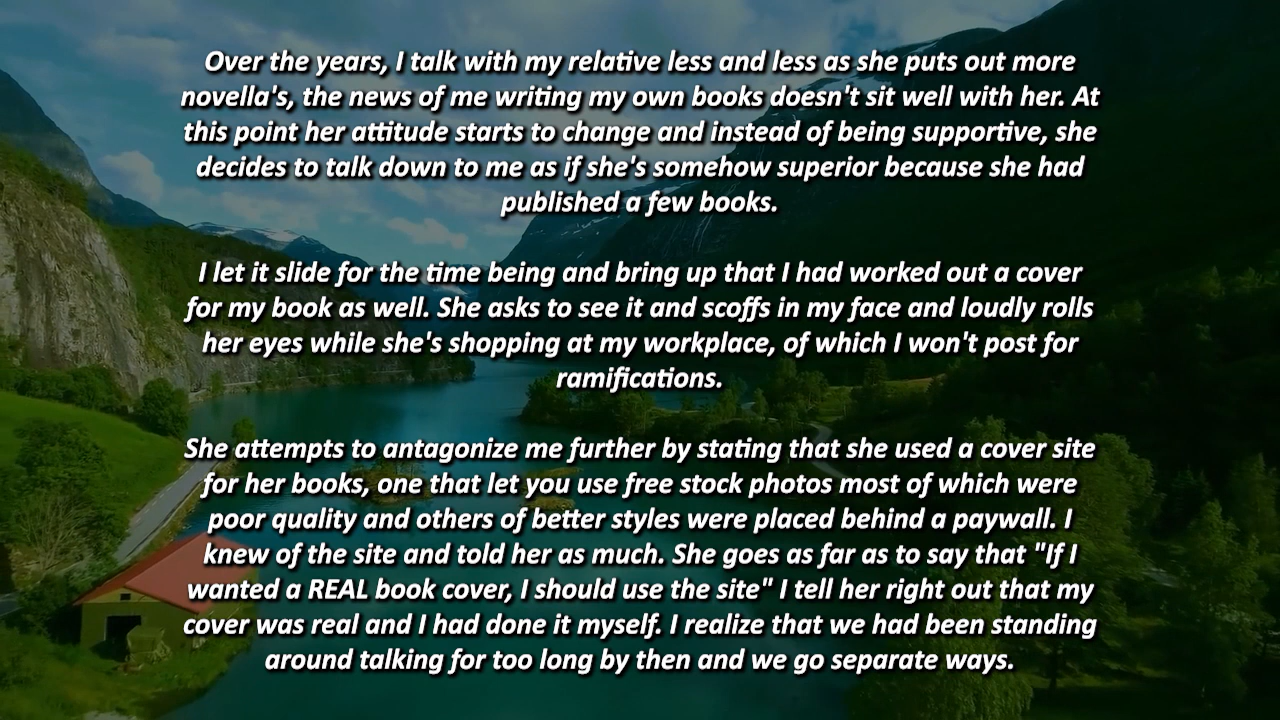 Over the years, I talk with my relative less and less as she puts out more
novella's, the news of me writing my own books doesn't sit well with her. At
this point her attitude starts to change and instead of being supportive, she
decides to talk down to me as if she's somehow superior because she had
published a few books.
I let it slide for the time being and bring up that I had worked out a cover
for my book as well. She asks to see it and scoffs in my face and loudly rolls
her eyes while she's shopping at my workplace, of which I won't post for
ramifications.
She attempts to antagonize me further by stating that she used a cover site
for her books, one that let you use free stock photos most of which were
poor quality and others of better styles were placed behind a paywall. I
knew of the site and told her as much. She goes as far as to say that "If I
wanted a REAL book cover, I should use the site" I tell her right out that my
cover was real and I had done it myself. I realize that we had been standing
around talking for too long by then and we go separate ways.